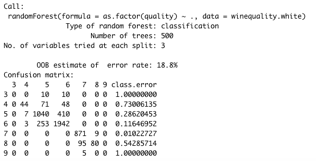 Call:
randomForest(formula = as.factor(quality) ~ ., data = winequality.white)
Type of random forest: classification
Number of trees: 500
No. of variables tried at each split: 3
OOB estimate of error rate: 18.8%
Confusion matrix:
3 4 5 6 7 8 9 class.error
3 0 0 10 10 0 0 0 1.00000000
4 0 44 71 48 0 0 0 0.73006135
5 0 7 1040 410 0 0 0 0.28620453
6 0 3 253 1942 0 0 0 0.11646952
7 0 0 0 0 871 9 0 0.01022727
8 0 0 0 0 95 80 0 0.54285714
9 0 0 0 0 5 0 0 1.00000000